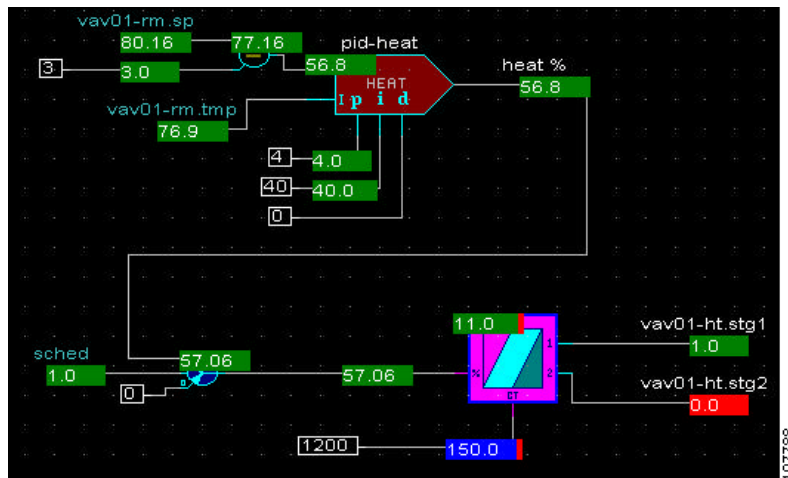 vav01-rm.sp
80.16
77.16
pid-heat
3
3.0
56.8
heat %
HEAT
I p i d
56.8
vav01-rm.tmp
76.9
4
4.0
40
40.0
0
11.0
vav01-ht.stg1
1
1.0
sched
57.06
1.0
57.06
%
2
vav01-ht.stg2
0
0.0
DT
1200
150.0